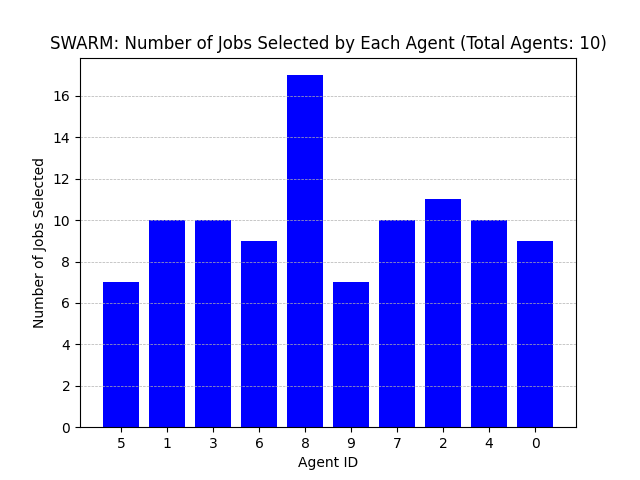 SWARM: Number of Jobs Selected by Each Agent (Total Agents: 10)
Number of Jobs Selected
16
14
12
10
8
6
4
2
0
5 1 3 6 8 9 7 2 4 0
Agent ID